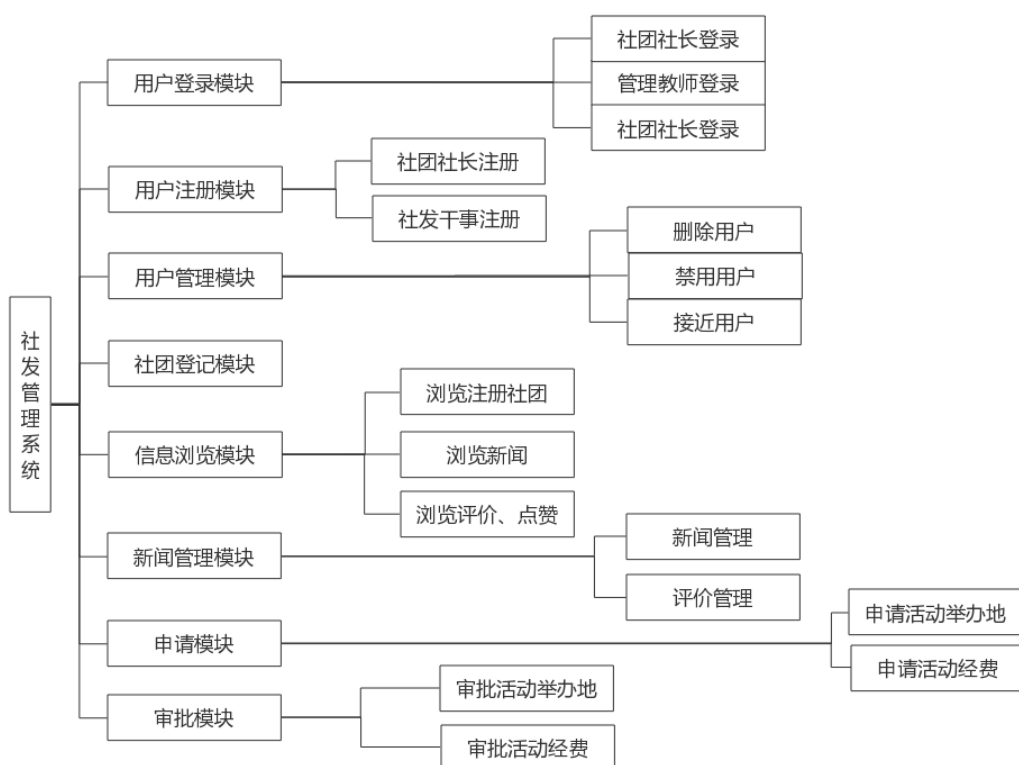 社发管理系统
用户登录模块
社团社长登录
管理教师登录
社团社长登录
用户注册模块
社团社长注册
社发干事注册
用户管理模块
删除用户
禁用用户
接近用户
社团登记模块
信息浏览模块
浏览注册社团
浏览新闻
浏览评价、点赞
新闻管理模块
新闻管理
评价管理
申请模块
申请活动举办地
申请活动经费
审批模块
审批活动举办地
审批活动经费